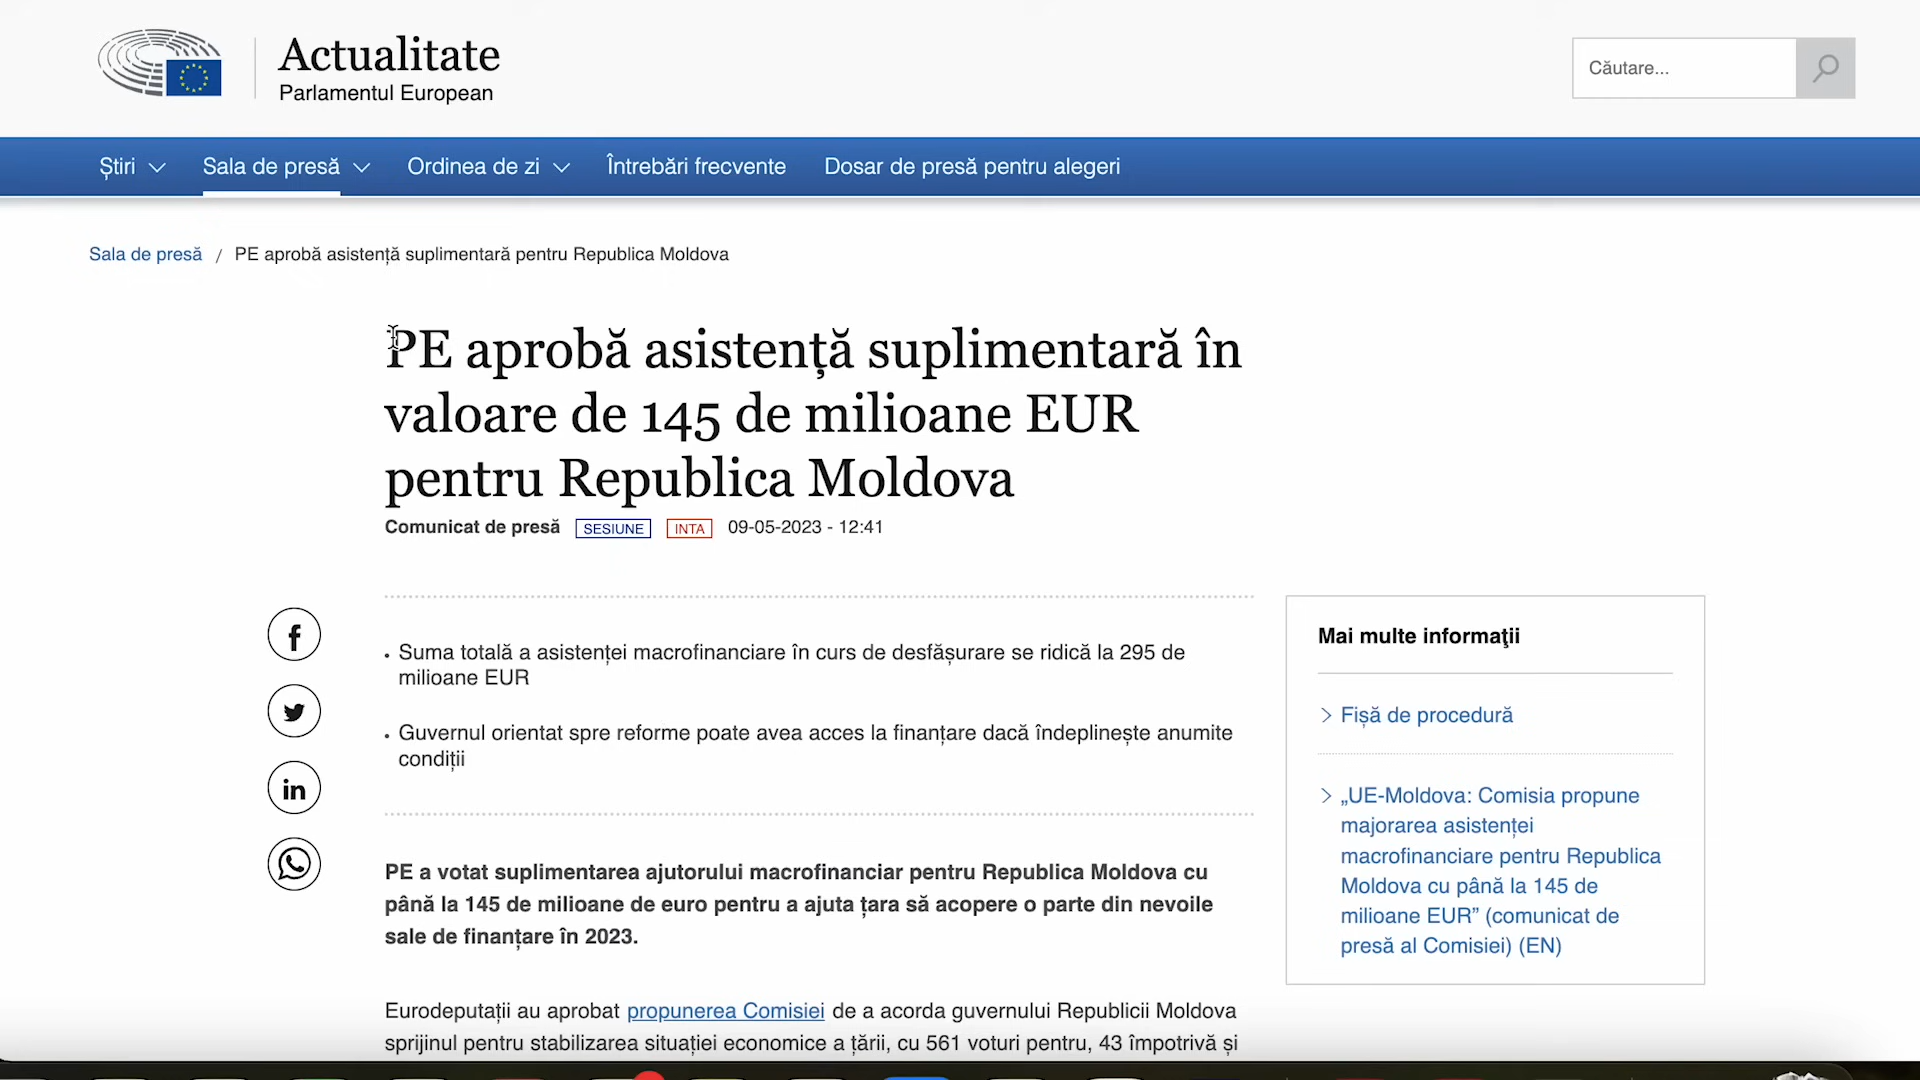 Actualitate
Parlamentul European
Căutare...
Știri
Sala de presă
Ordinea de zi
Întrebări frecvente
Dosar de presă pentru alegeri
Sala de presă / PE aprobă asistență suplimentară pentru Republica Moldova
PE aprobă asistență suplimentară în
valoare de 145 de milioane EUR
pentru Republica Moldova
Comunicat de presă SESIUNE INTA 09-05-2023 - 12:41
• Suma totală a asistenței macrofinanciare în curs de desfășurare se ridică la 295 de
milioane EUR
• Guvernul orientat spre reforme poate avea acces la finanțare dacă îndeplinește anumite
condiții
PE a votat suplimentarea ajutorului macrofinanciar pentru Republica Moldova cu
până la 145 de milioane de euro pentru a ajuta țara să acopere o parte din nevoile
sale de finanțare în 2023.
Eurodeputații au aprobat propunerea Comisiei de a acorda guvernului Republicii Moldova
sprijinul pentru stabilizarea situației economice a țării, cu 561 voturi pentru, 43 împotrivă și
Mai multe informaţii
Fișă de procedură
„UE-Moldova: Comisia propune
majorarea asistenței
macrofinanciare pentru Republica
Moldova cu până la 145 de
milioane EUR” (comunicat de
presă al Comisiei) (EN)